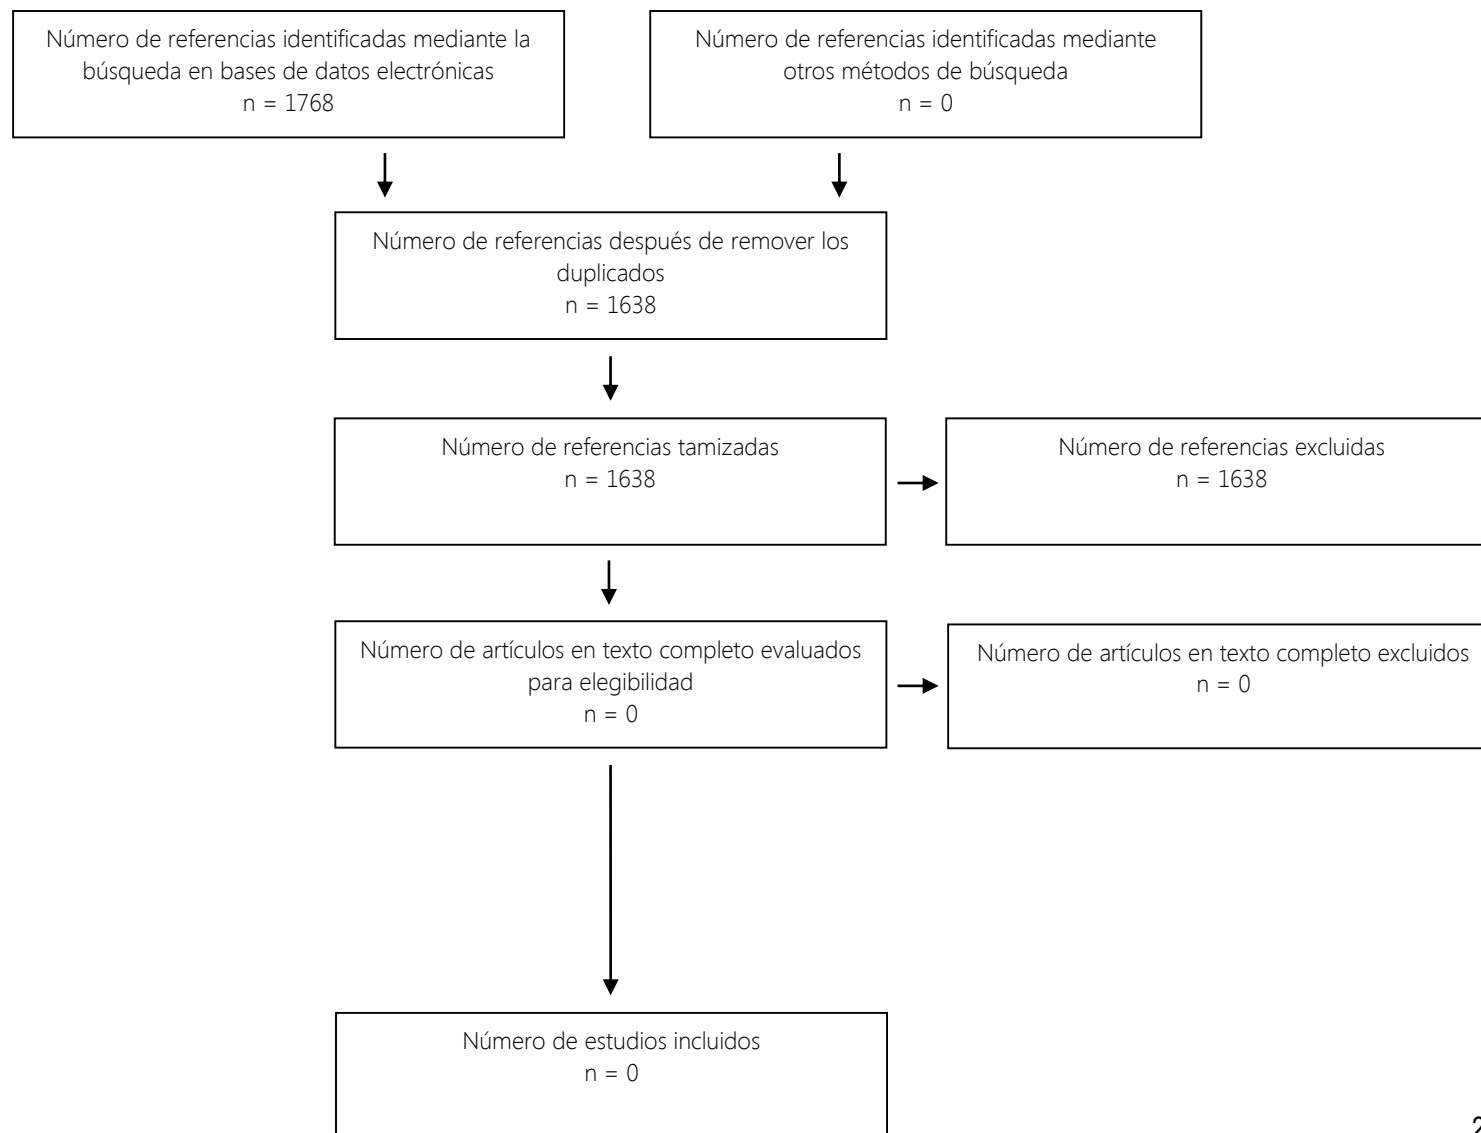 Número de referencias identificadas mediante la
búsqueda en bases de datos electrónicas
n = 1768
Número de referencias identificadas mediante
otros métodos de búsqueda
n = 0
Número de referencias después de remover los
duplicados
n = 1638
Número de referencias tamizadas
n = 1638
Número de referencias excluidas
n = 1638
Número de artículos en texto completo evaluados
para elegibilidad
n = 0
Número de artículos en texto completo excluidos
n = 0
Número de estudios incluidos
n = 0
2